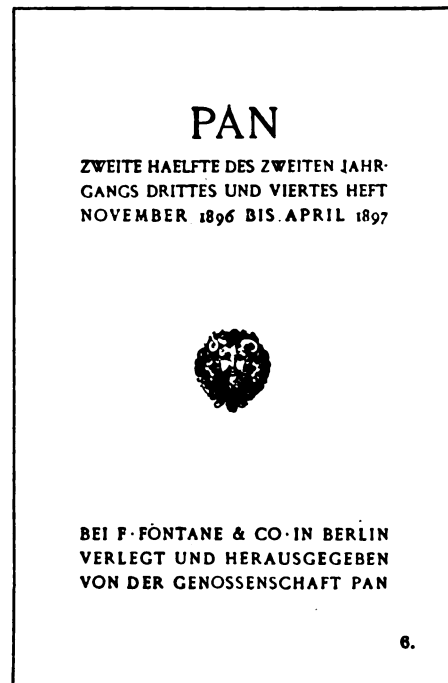 PAN
ZWEITE HAELFTE DES ZWEITEN JAHR-
GANGS DRITTES UND VIERTES HEFT
NOVEMBER 1896 BIS APRIL 1897
BEI F·FONTANE & CO·IN BERLIN
VERLEGT UND HERAUSGEGEBEN
VON DER GENOSSENSCHAFT PAN
6.